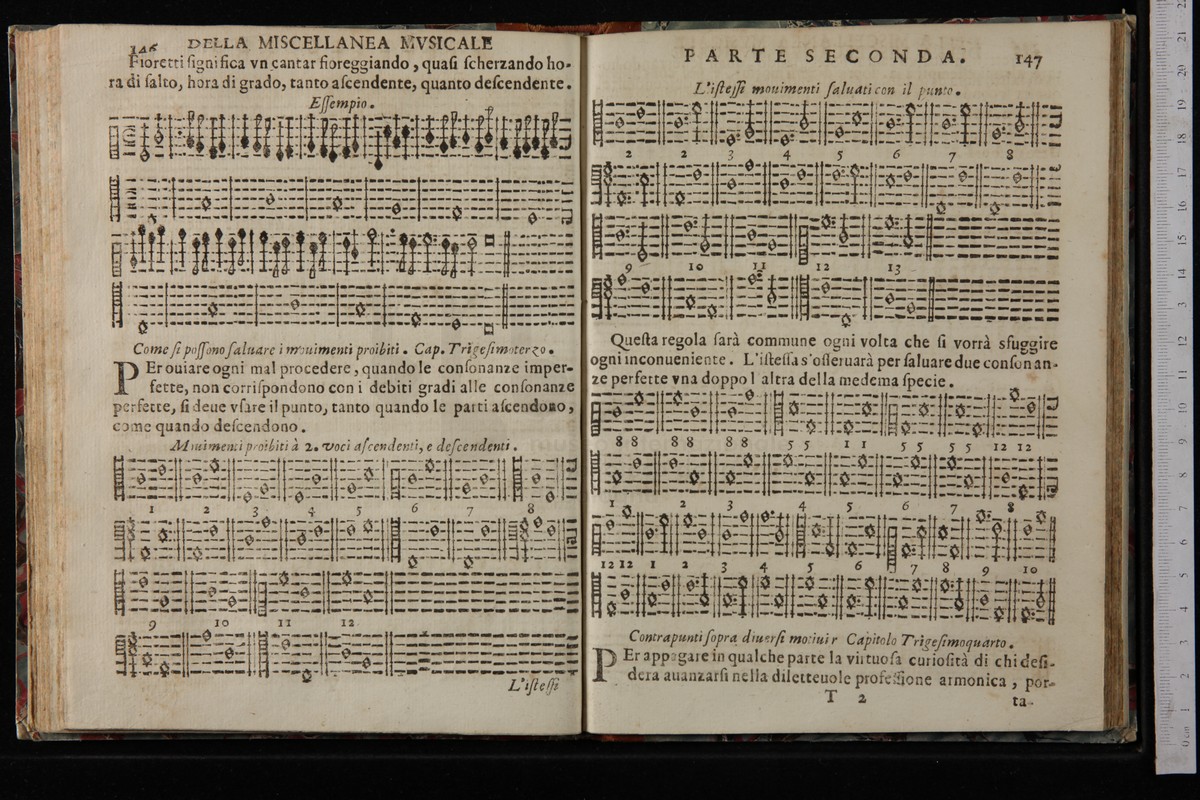 146 DELLA MISCELLANEA MVSICALE
Fioretti significa vn cantar fioreggiando, quasi scherzando ho-
ra di salto, hora di grado, tanto ascendente, quanto descendente.
Essempio.
Come si possono saluare i mouimenti proibiti. Cap. Trigesimoterzo.
PEr ouiare ogni mal procedere, quando le consonanze imper-
fette, non corrispondono con i debiti gradi alle consonanze
perfette, si deue vsare il punto, tanto quando le parti ascendono,
come quando descendono.
Mouimenti proibiti à 2. voci ascendenti, e descendenti.
1 2 3 4 5 6 7 8
9 10 11 12
L'istessi
PARTE SECONDA. 147
L'istessi mouimenti saluati con il punto.
2 2 3 4 5 6 7 8
9 10 11 12 13
Questa regola sarà commune ogni volta che si vorrà sfuggire
ogni inconueniente. L'istessa s'osseruarà per saluare due conson an-
ze perfette vna doppo l'altra della medema specie.
8 8 8 8 8 8 5 5 1 1 5 5 5 5 12 12
1 2 3 4 5 6 7 8
12 12 1 2 3 4 5 6 7 8 9 10
Contrapunti sopra diuersi motiui Capitolo Trigesimoquarto.
PEr appagare in qualche parte la virtuosa curiosità di chi desi-
dera auanzarsi nella diletteuole professione armonica, por-
T 2 ta-